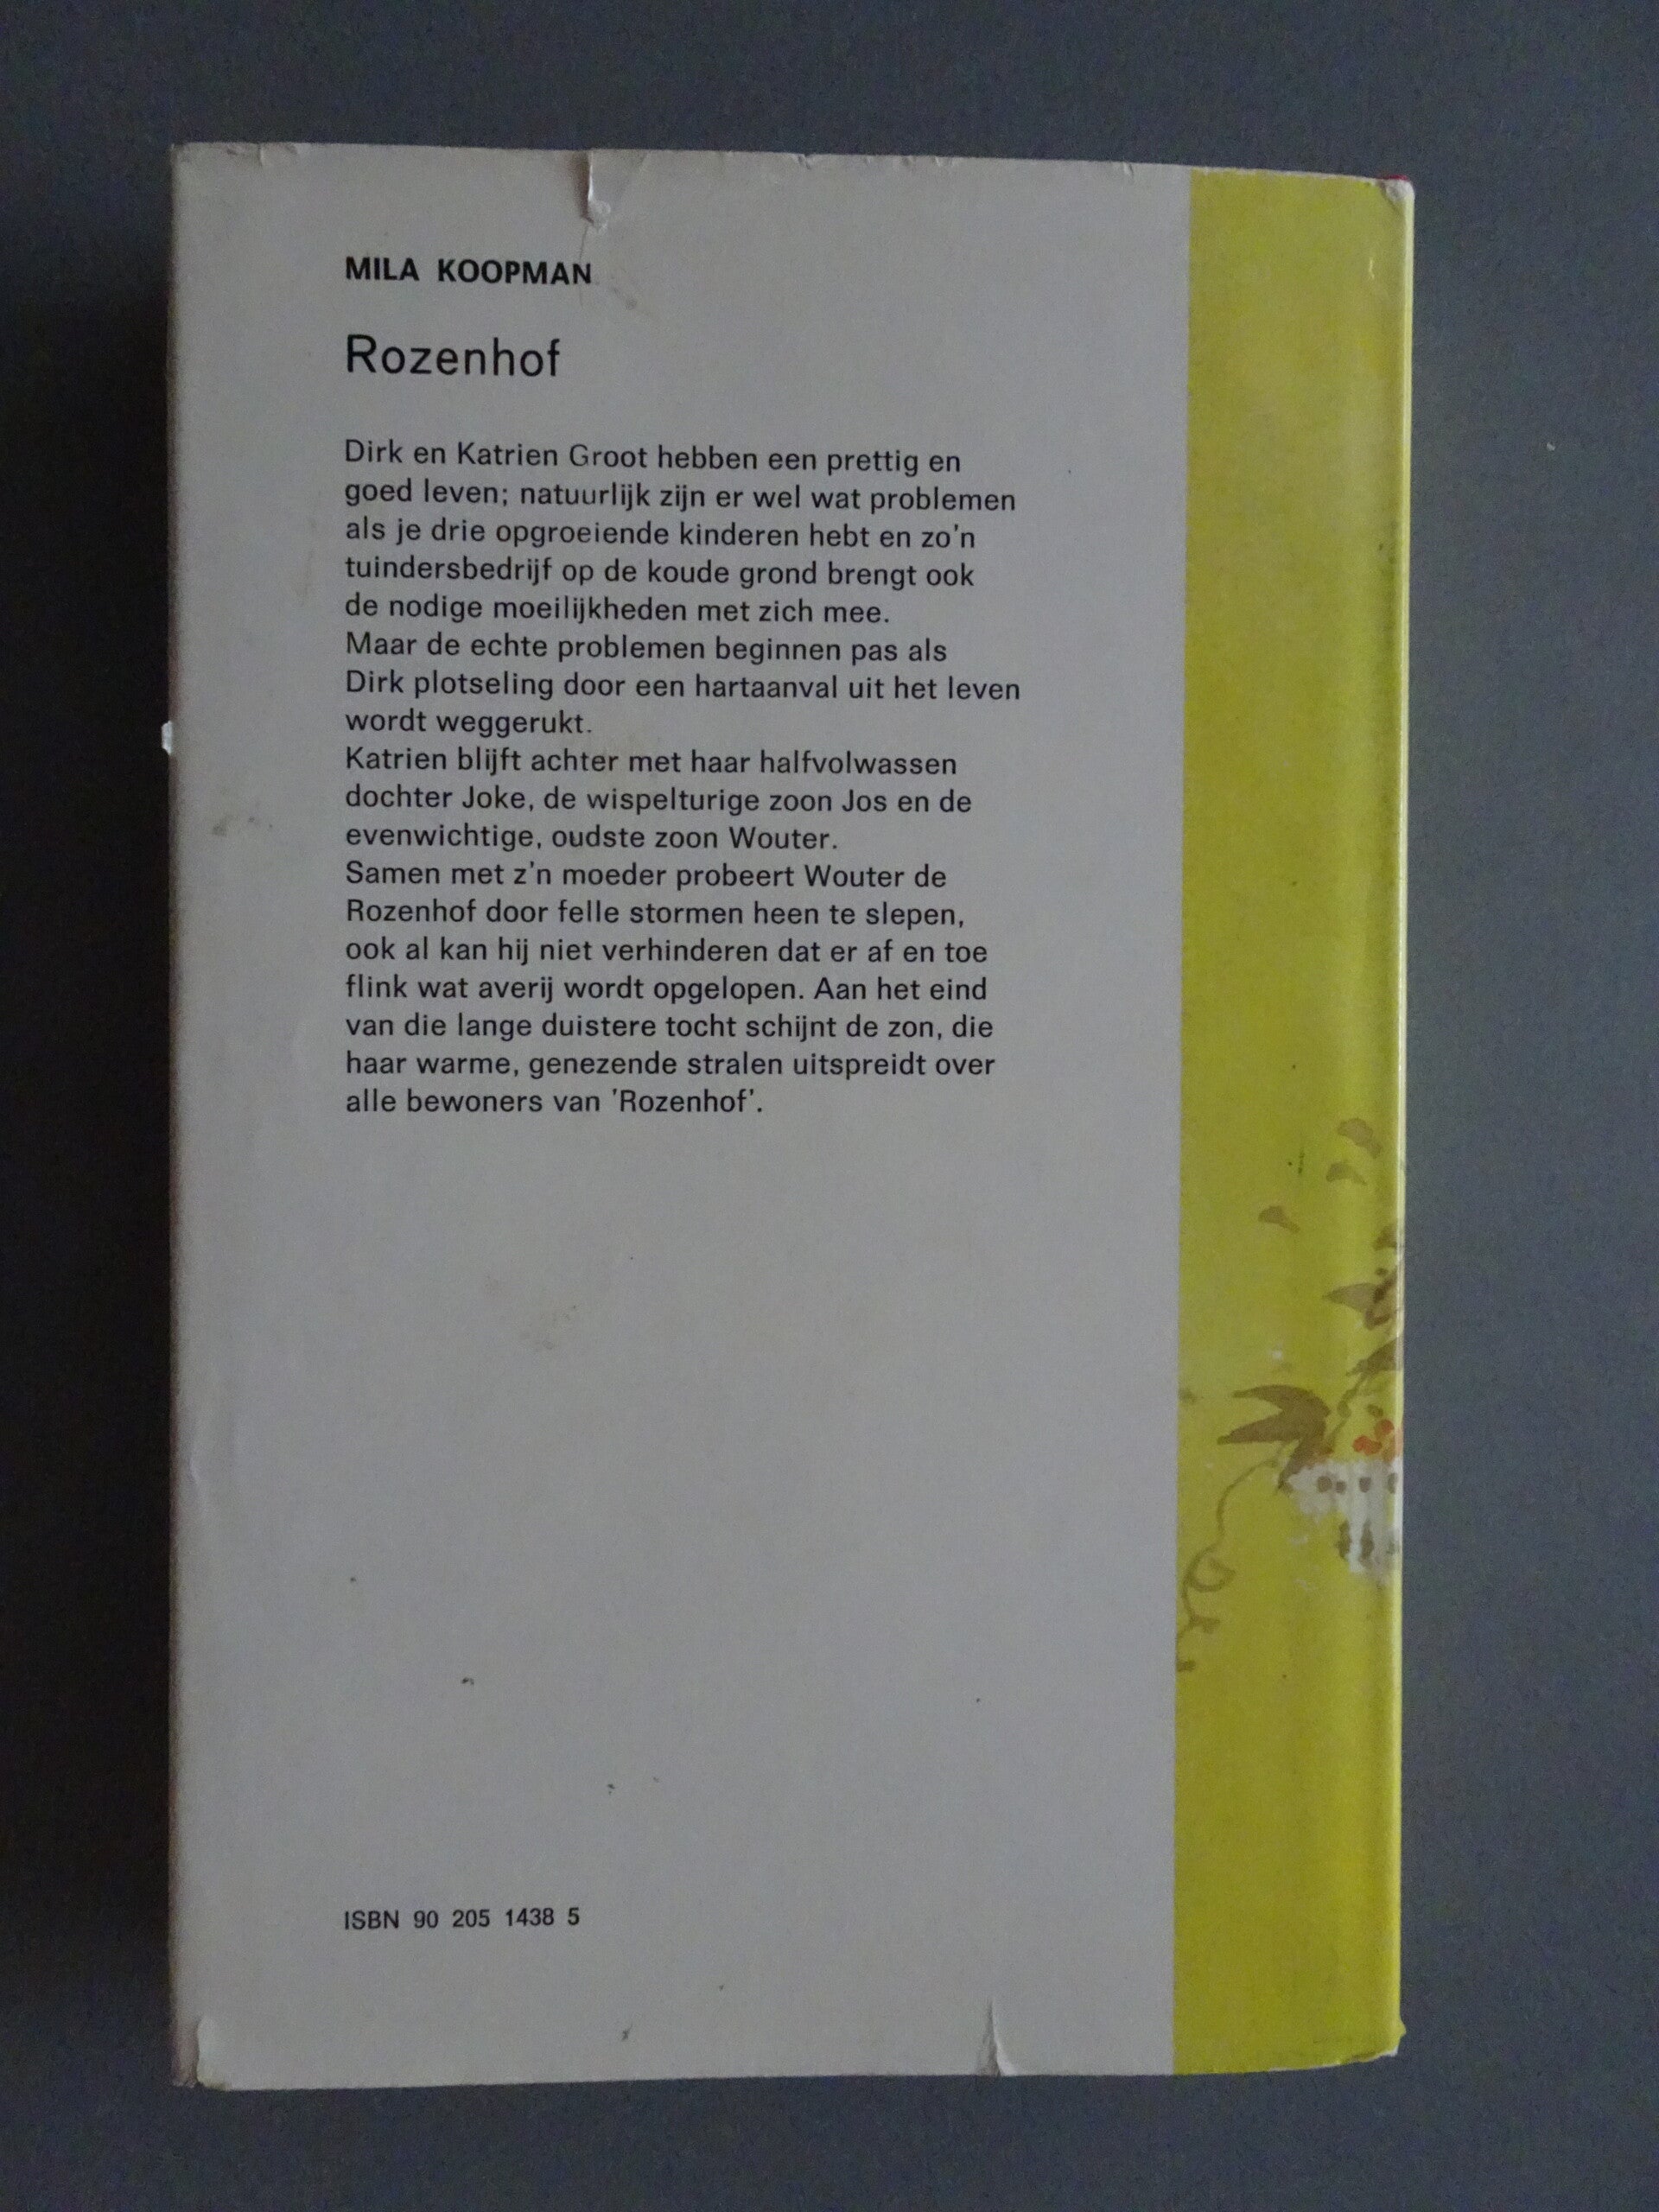 MILA KOOPMAN
Rozenhof
Dirk en Katrien Groot hebben een prettig en
goed leven; natuurlijk zijn er wel wat problemen
als je drie opgroeiende kinderen hebt en zo'n
tuindersbedrijf op de koude grond brengt ook
de nodige moeilijkheden met zich mee.
Maar de echte problemen beginnen pas als
Dirk plotseling door een hartaanval uit het leven
wordt weggerukt.
Katrien blijft achter met haar halfvolwassen
dochter Joke, de wispelturige zoon Jos en de
evenwichtige, oudste zoon Wouter.
Samen met z'n moeder probeert Wouter de
Rozenhof door felle stormen heen te slepen,
ook al kan hij niet verhinderen dat er af en toe
flink wat averij wordt opgelopen. Aan het eind
van die lange duistere tocht schijnt de zon, die
haar warme, genezende stralen uitspreidt over
alle bewoners van 'Rozenhof'.
ISBN 90 205 1438 5